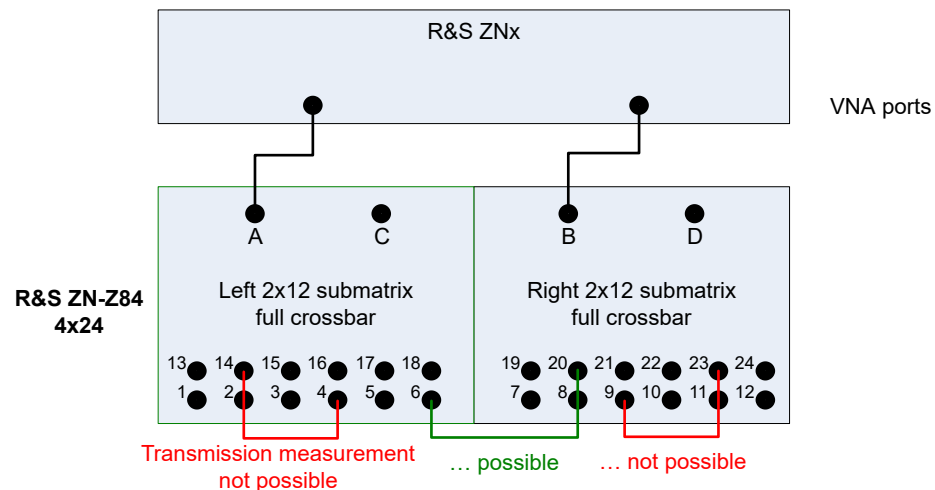 R&S ZNx
VNA ports
A
C
B
D
R&S ZN-Z84
4x24
Left 2x12 submatrix
full crossbar
Right 2x12 submatrix
full crossbar
13 14 15 16 17 18
1 2 3 4 5 6
19 20 21 22 23 24
7 8 9 10 11 12
Transmission measurement
not possible
… possible
… not possible